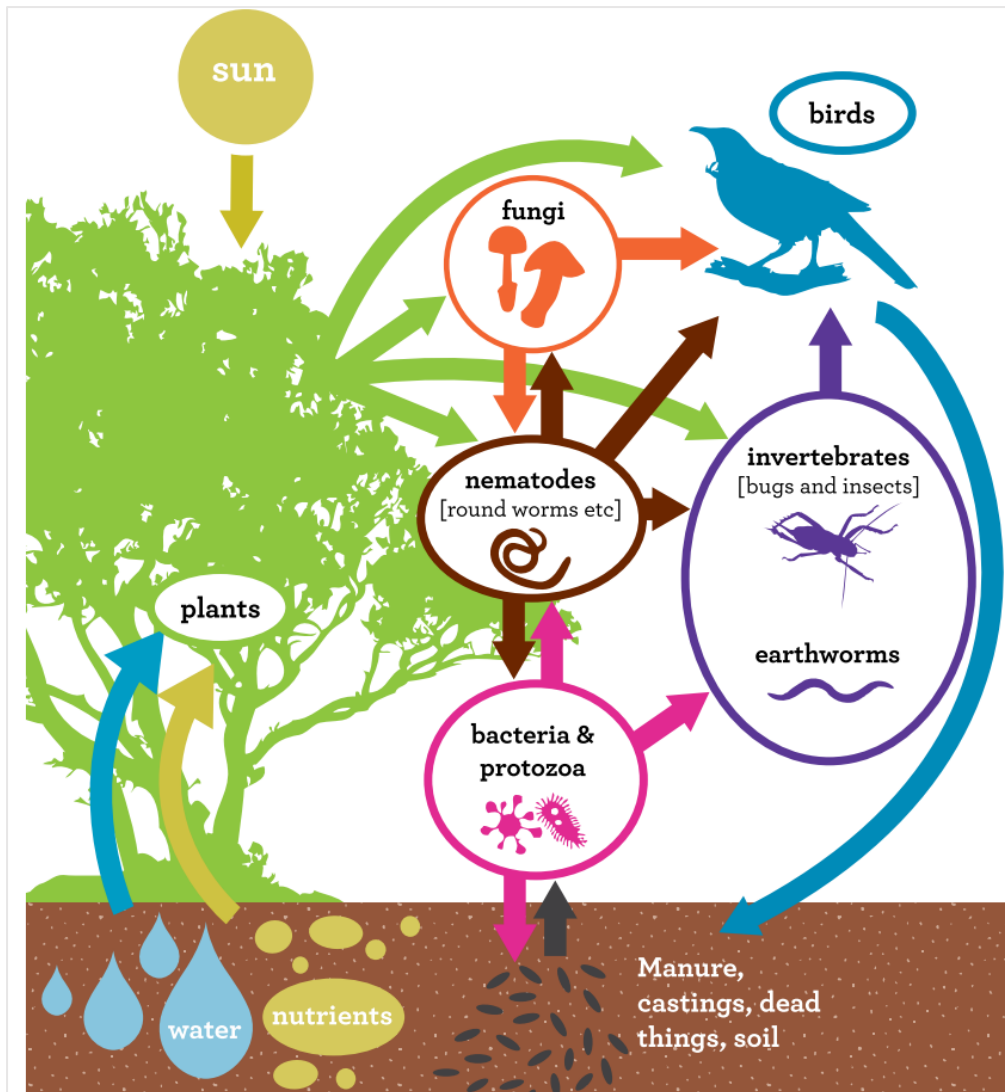 sun
birds
fungi
nematodes
[round worms etc]
invertebrates
[bugs and insects]
plants
earthworms
bacteria &
protozoa
Manure,
castings, dead
things, soil
nutrients
water